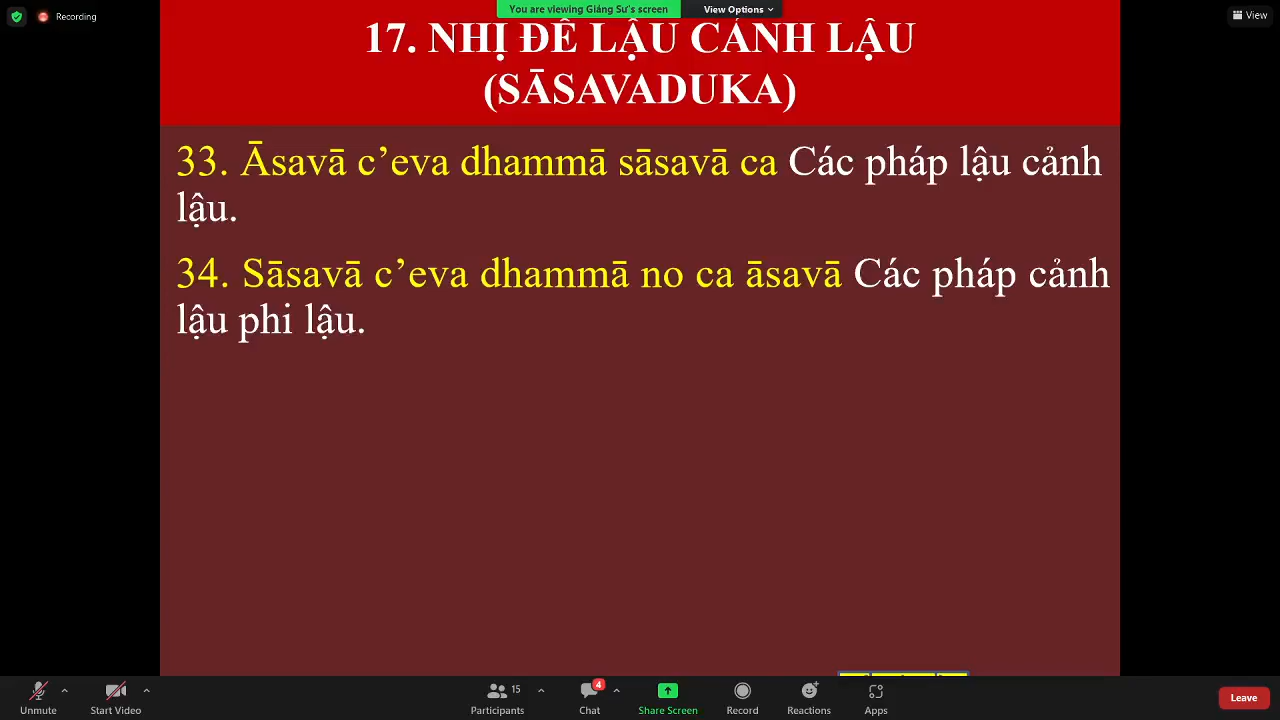 You are viewing Giảng Sư's screen
View Options
View
Recording
17. NHỊ ĐỀ LẬU CẢNH LẬU
(SĀSAVADUKA)
33. Āsavā c’eva dhammā sāsavā ca Các pháp lậu cảnh
lậu.
34. Sāsavā c’eva dhammā no ca āsavā Các pháp cảnh
lậu phi lậu.
15
4
Unmute
Start Video
Participants
Chat
Share Screen
Record
Reactions
Apps
Leave